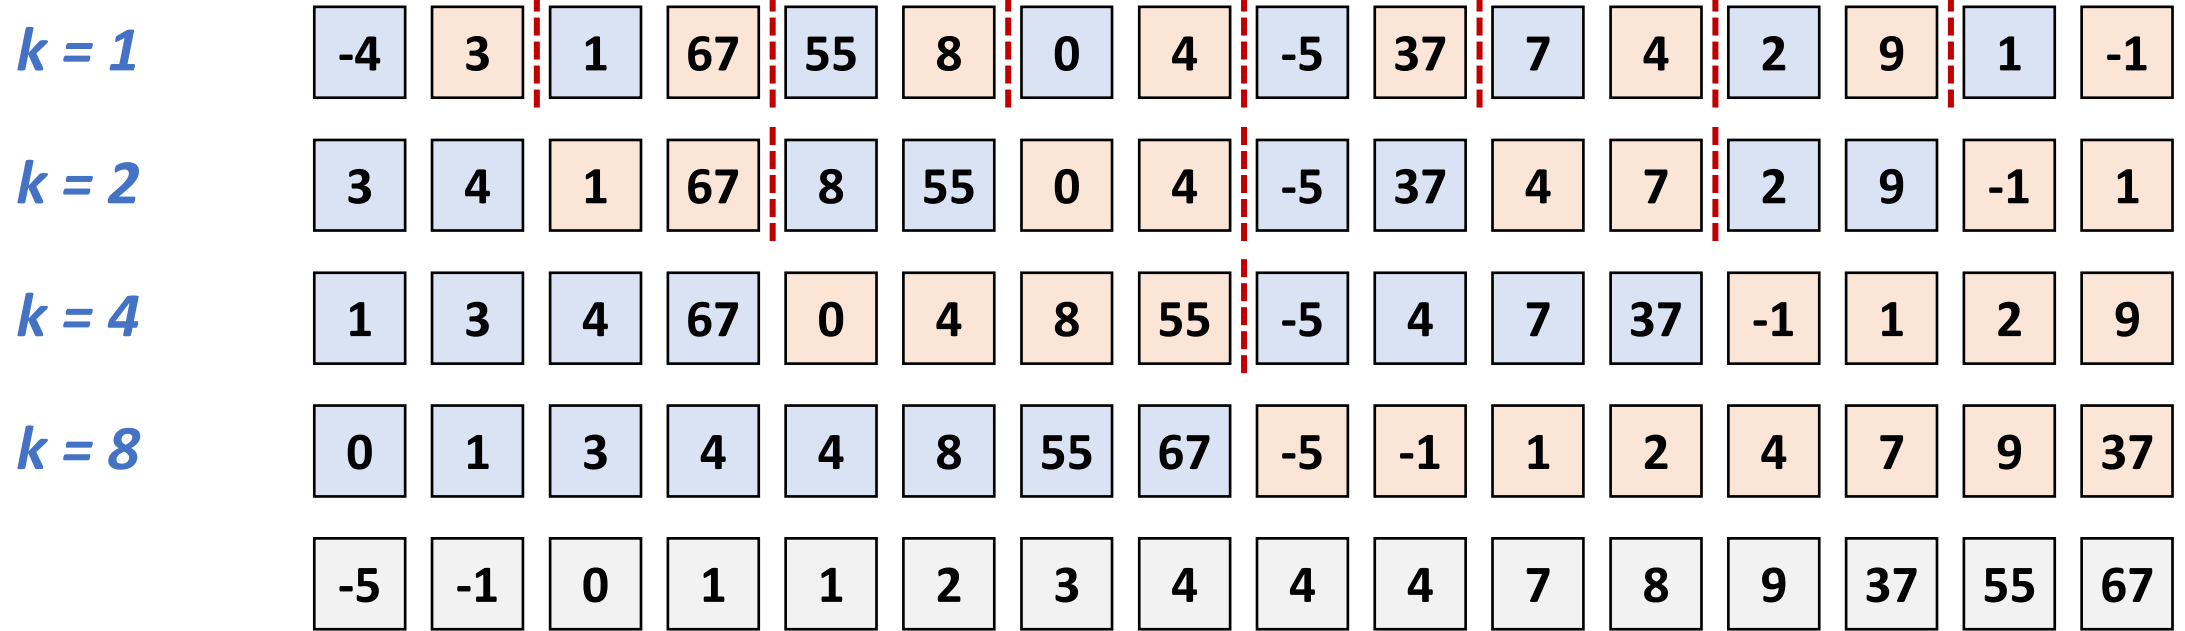 k = 1 -4 3 1 67 55 8 0 4 -5 37 7 4 2 9 1 -1
k = 2 3 4 1 67 8 55 0 4 -5 37 4 7 2 9 -1 1
k = 4 1 3 4 67 0 4 8 55 -5 4 7 37 -1 1 2 9
k = 8 0 1 3 4 4 8 55 67 -5 -1 1 2 4 7 9 37
-5 -1 0 1 1 2 3 4 4 4 7 8 9 37 55 67